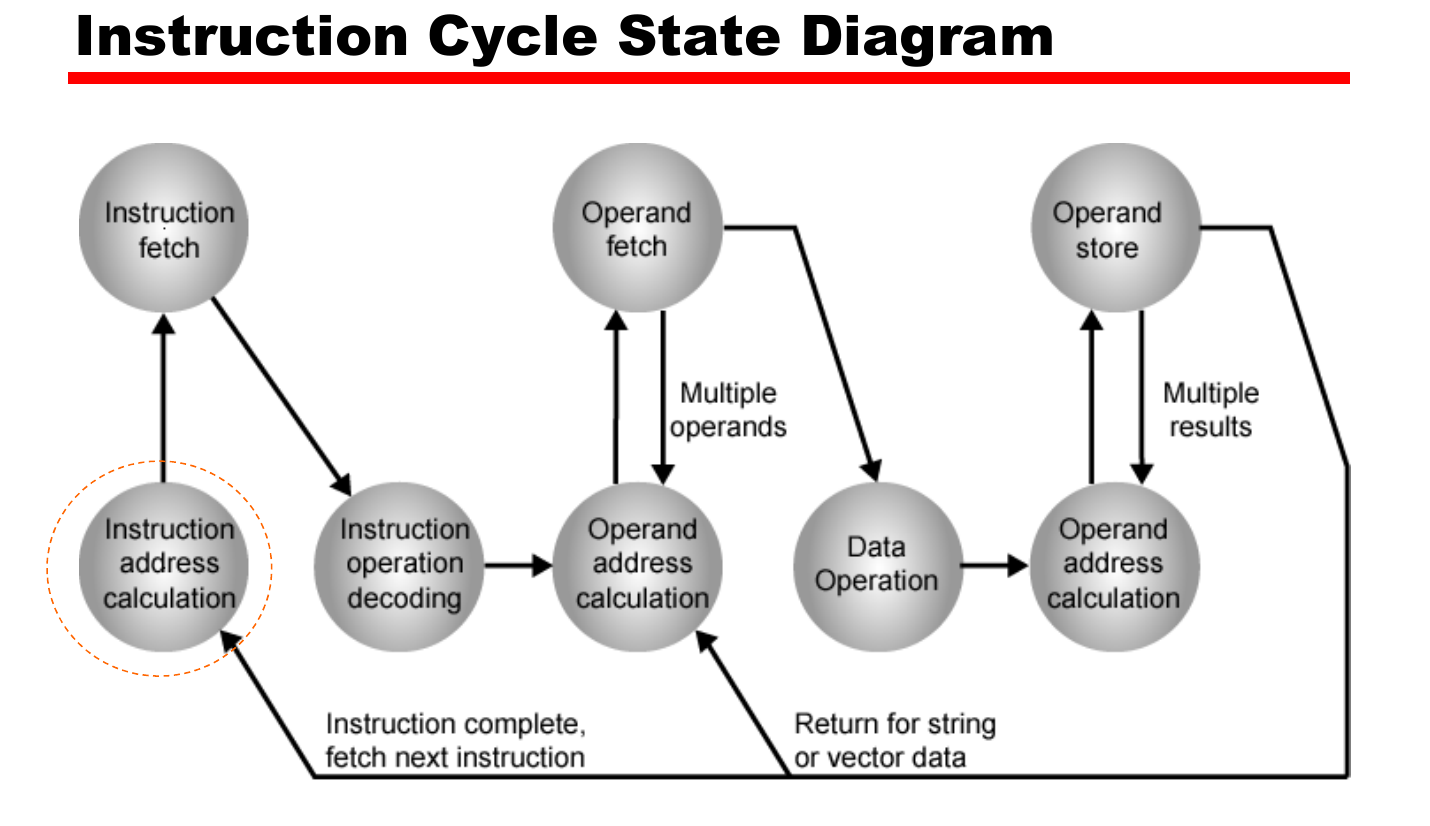 Instruction Cycle State Diagram
Instruction
fetch
Operand
fetch
Operand
store
Multiple
operands
Multiple
results
Instruction
address
calculation
Instruction
operation
decoding
Operand
address
calculation
Data
Operation
Operand
address
calculation
Instruction complete,
fetch next instruction
Return for string
or vector data